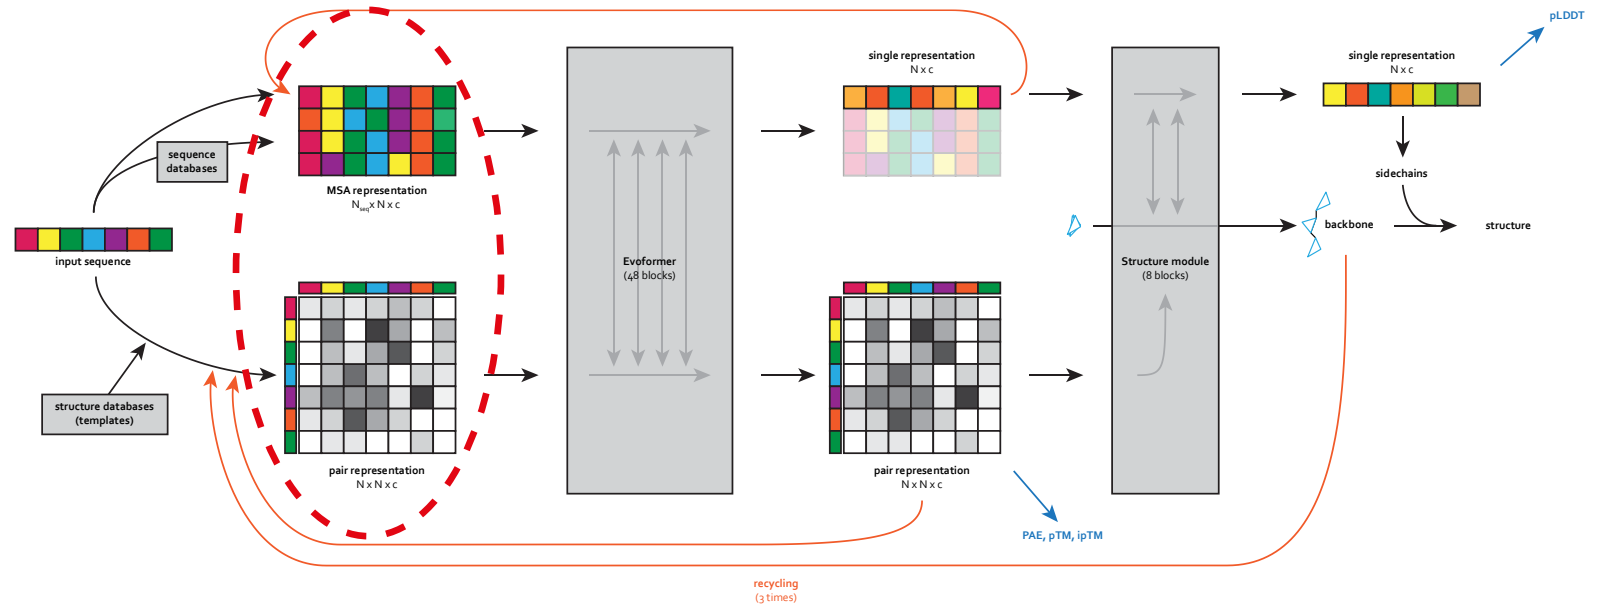 pLDDT
single representation
N x c
single representation
N x c
sequence
databases
MSA representation
Nseq x N x c
input sequence
sidechains
backbone
structure
Evoformer
(48 blocks)
Structure module
(8 blocks)
structure databases
(templates)
pair representation
N x N x c
pair representation
N x N x c
PAE, pTM, ipTM
recycling
(3 times)